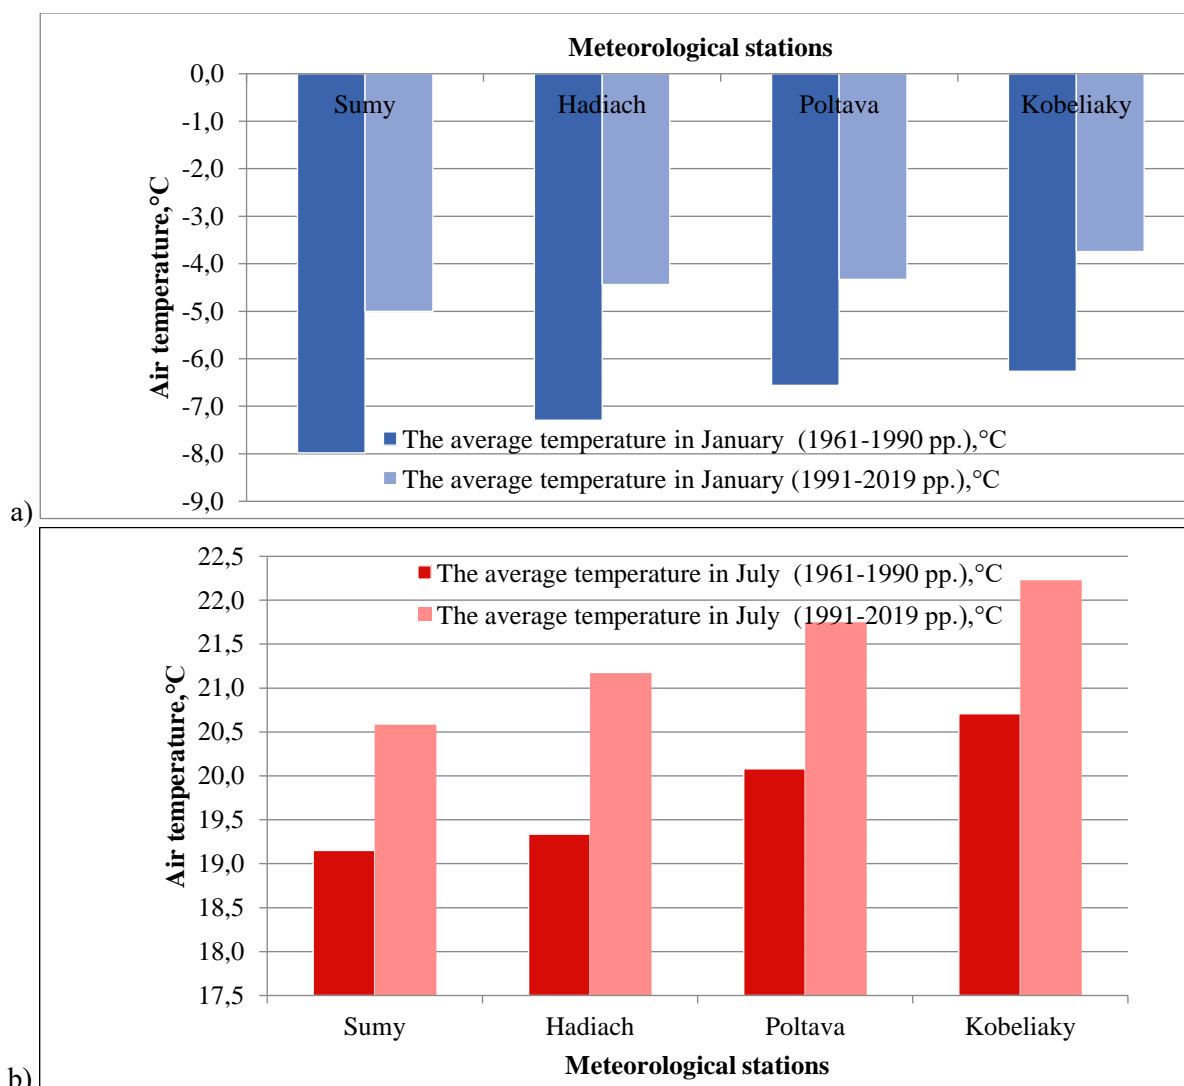 Meteorological stations
0,0
Sumy Hadiach Poltava Kobeliaky
-1,0
-2,0
-3,0
-4,0
-5,0
-6,0
-7,0
-8,0
-9,0
Air temperature,°C
The average temperature in January (1961-1990 pp.),°C
The average temperature in January (1991-2019 pp.),°C
a)
22,5
22,0
21,5
21,0
20,5
20,0
19,5
19,0
18,5
18,0
17,5
Air temperature,°C
The average temperature in July (1961-1990 pp.),°C
The average temperature in July (1991-2019 pp.),°C
Sumy Hadiach Poltava Kobeliaky
Meteorological stations
b)